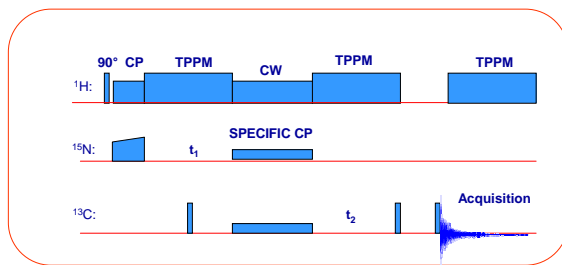 90° CP TPPM CW TPPM TPPM
¹H:
SPECIFIC CP
¹⁵N: t₁
Acquisition
¹³C: t₂